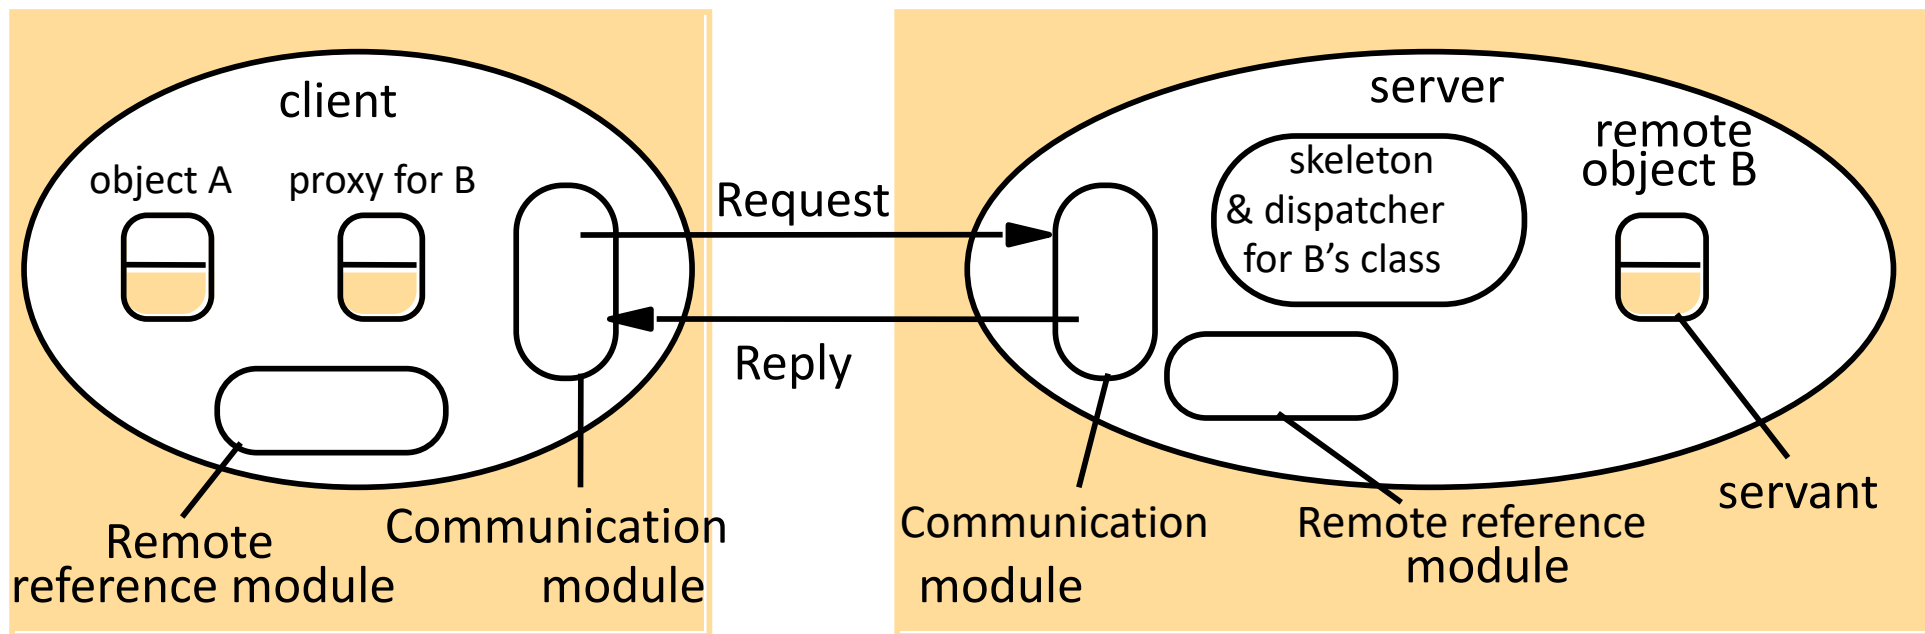 client
object A
proxy for B
Remote
reference module
Communication
module
Request
Reply
server
skeleton
& dispatcher
for B’s class
remote
object B
Communication
module
Remote reference
module
servant